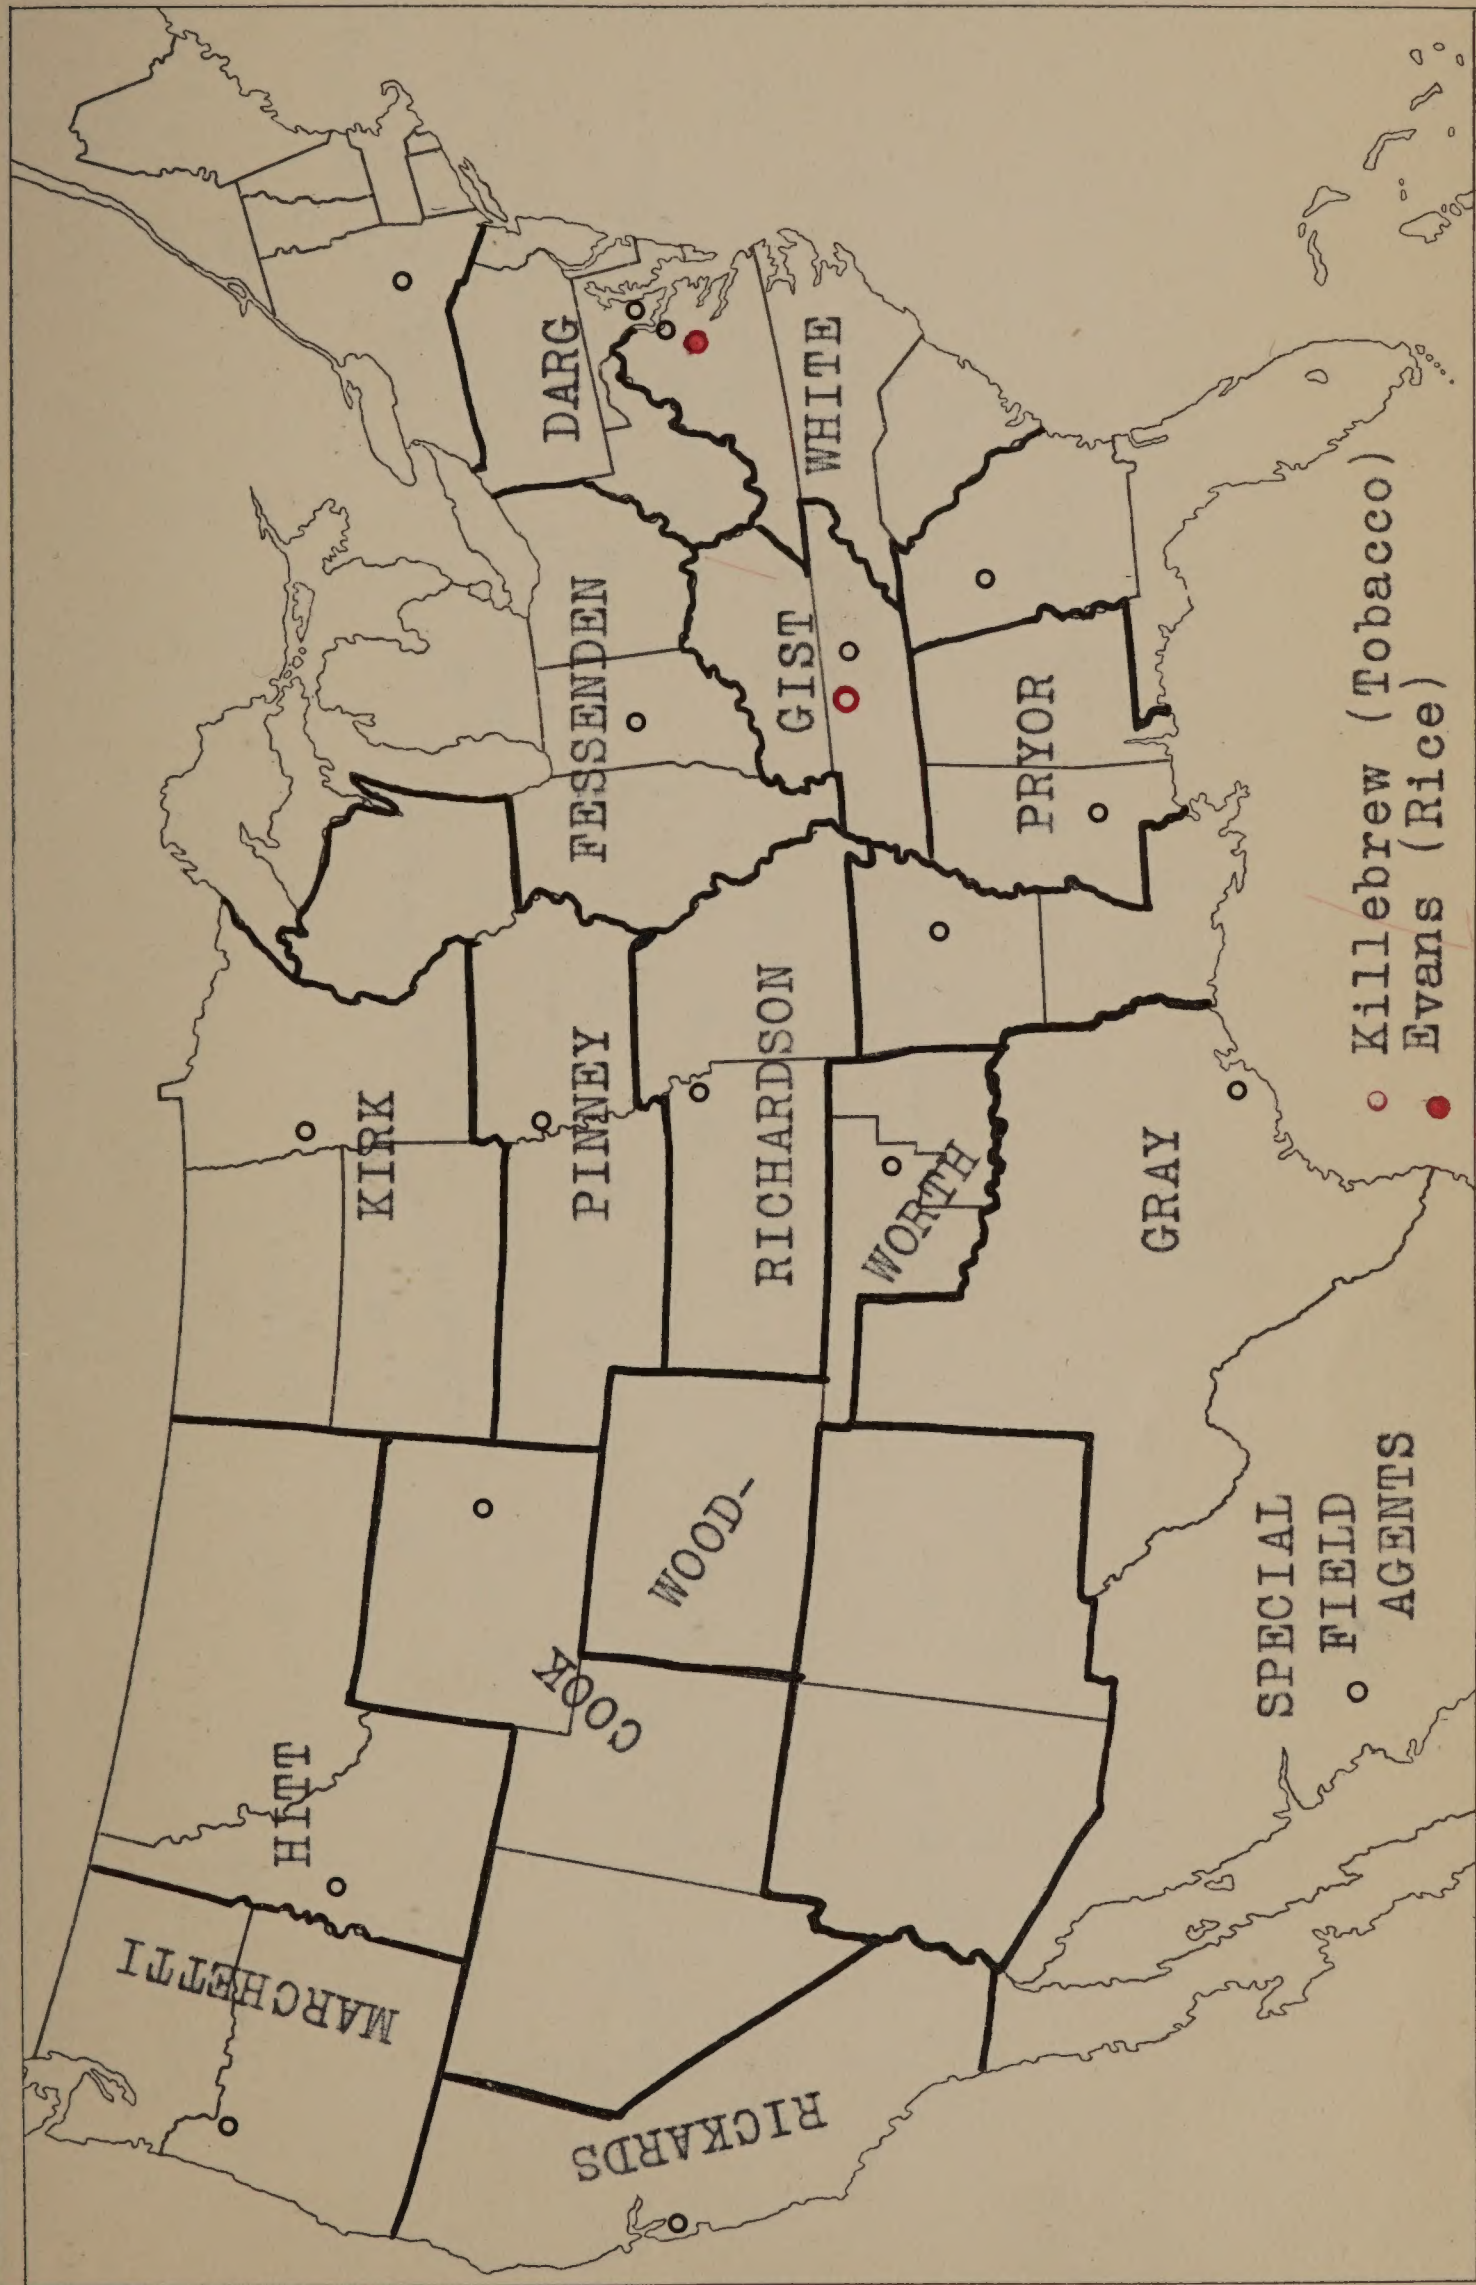 MARCHETTI
HITT
KIRK
PINNEY
FESSENDEN
DARG
COOK
WOOD-
WORTH
RICHARDSON
GIST
WHITE
RICKARDS
GRAY
PRYOR
SPECIAL
FIELD
AGENTS
Killebrew (Tobacco)
Evans (Rice)